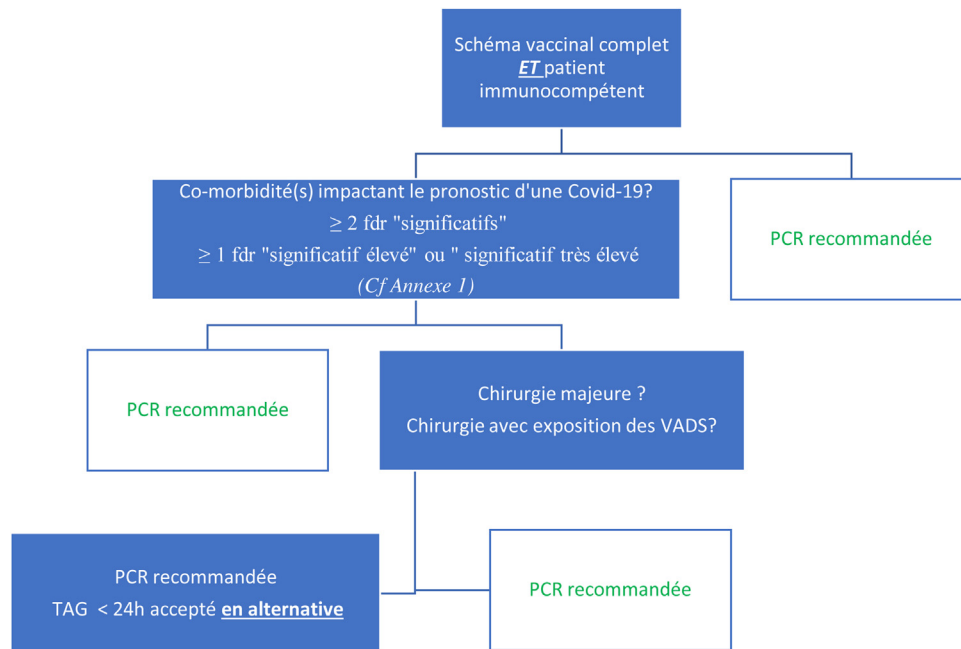 Schéma vaccinal complet
ET patient
immunocompétent
Co-morbidité(s) impactant le pronostic d'une Covid-19?
≥ 2 fdr "significatifs"
≥ 1 fdr "significatif élevé" ou " significatif très élevé
(Cf Annexe 1)
PCR recommandée
PCR recommandée
Chirurgie majeure ?
Chirurgie avec exposition des VADS?
PCR recommandée
TAG < 24h accepté en alternative
PCR recommandée